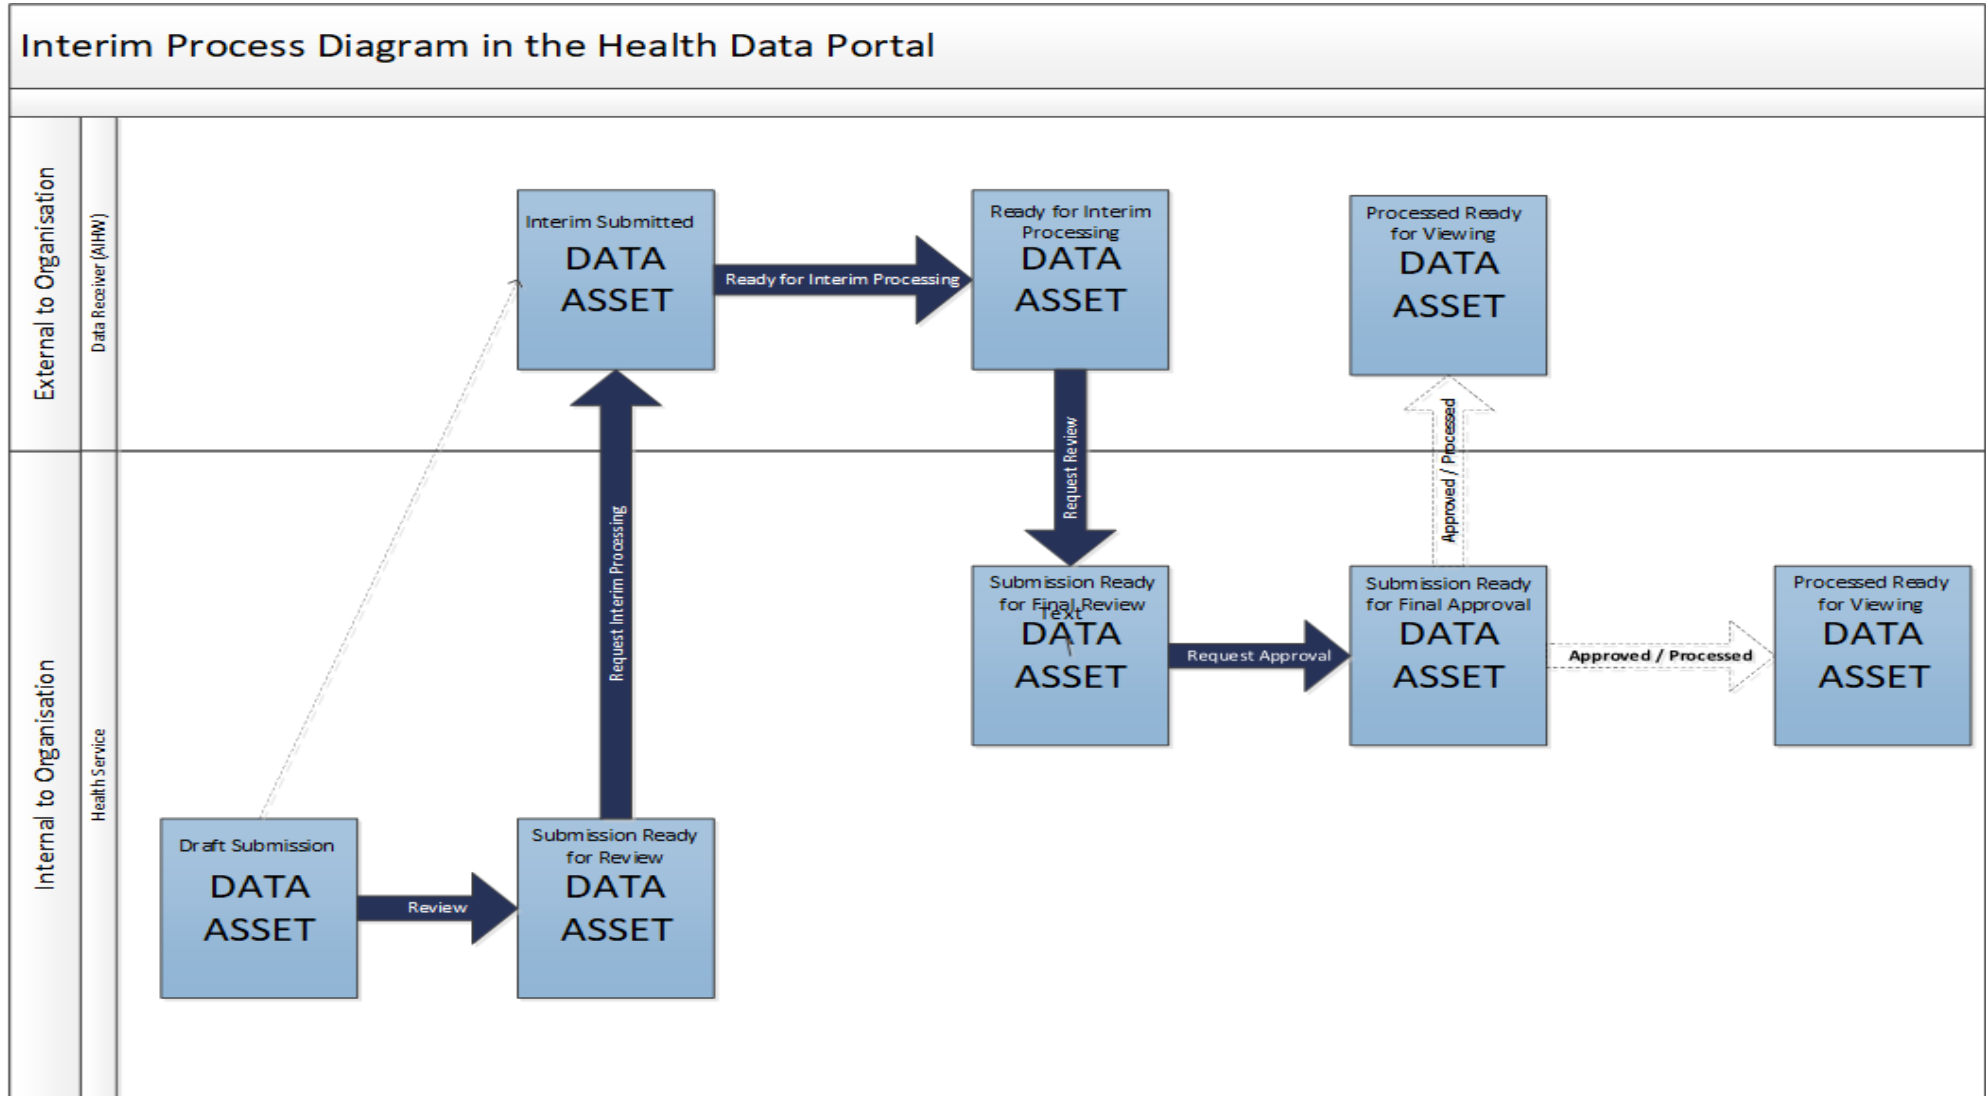 Interim Process Diagram in the Health Data Portal
External to Organisation
Data Receiver (AIHW)
Interim Submitted
DATA
ASSET
Ready for Interim Processing
Ready for Interim
Processing
DATA
ASSET
Processed Ready
for Viewing
DATA
ASSET
Request Interim Processing
Request Review
Approved / Processed
Internal to Organisation
Health Service
Submission Ready
for Final Review
Text
DATA
ASSET
Request Approval
Submission Ready
for Final Approval
DATA
ASSET
Approved / Processed
Processed Ready
for Viewing
DATA
ASSET
Draft Submission
DATA
ASSET
Review
Submission Ready
for Review
DATA
ASSET